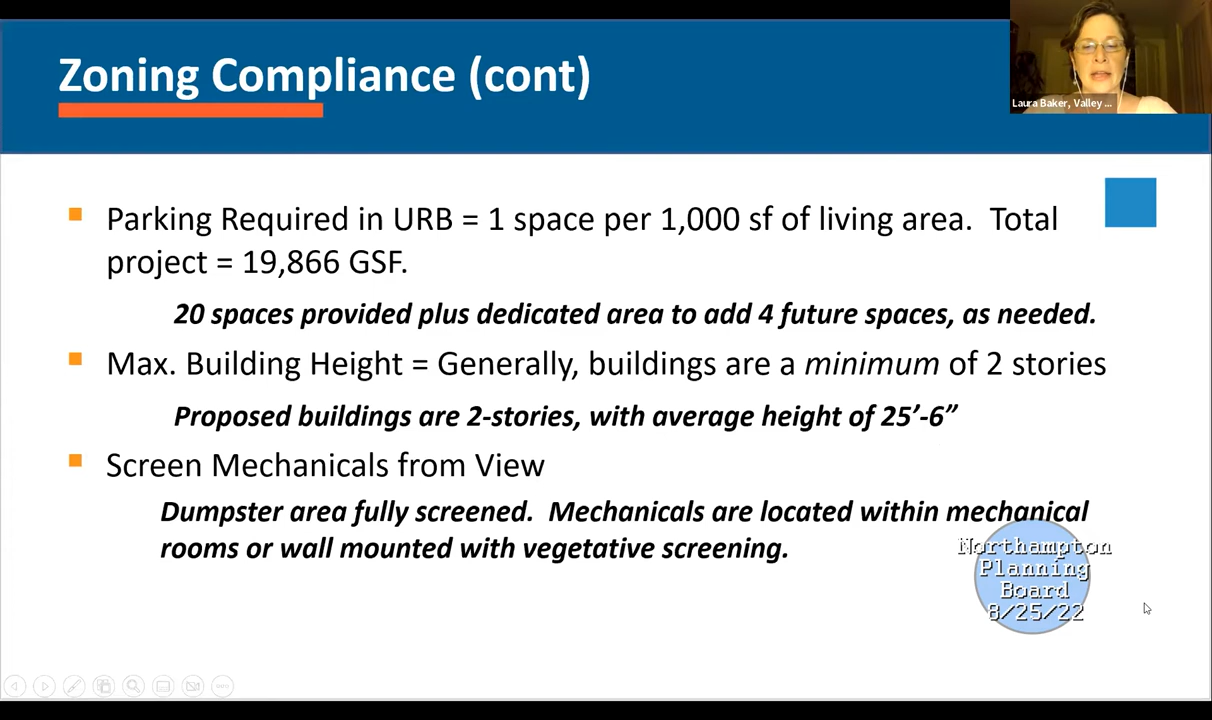 Zoning Compliance (cont)
Laura Baker, Valley ...
Parking Required in URB = 1 space per 1,000 sf of living area.  Total
project = 19,866 GSF.
20 spaces provided plus dedicated area to add 4 future spaces, as needed.
Max. Building Height = Generally, buildings are a minimum of 2 stories
Proposed buildings are 2-stories, with average height of 25’-6”
Screen Mechanicals from View
Dumpster area fully screened.  Mechanicals are located within mechanical
rooms or wall mounted with vegetative screening.
Northampton
Planning
Board
8/25/22